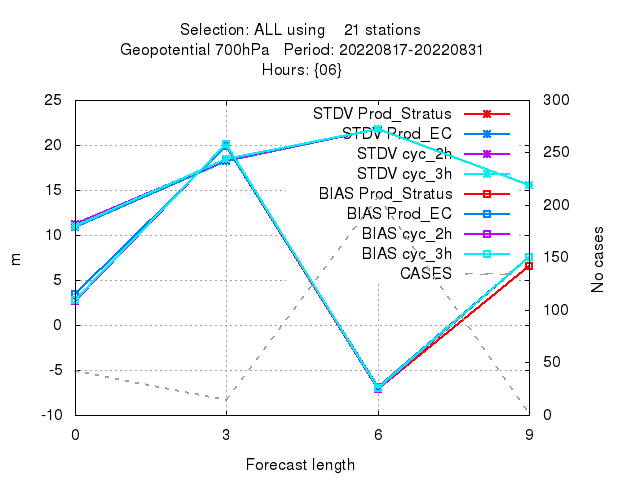 Selection: ALL using    21 stations
Geopotential 700hPa   Period: 20220817-20220831
Hours: {06}
25
20
15
10
5
0
-5
-10
m
300
250
200
150
100
50
0
No cases
STDV Prod_Stratus
STDV Prod_EC
STDV cyc_2h
STDV cyc_3h
BIAS Prod_Stratus
BIAS Prod_EC
BIAS cyc_2h
BIAS cyc_3h
CASES
0 3 6 9
Forecast length